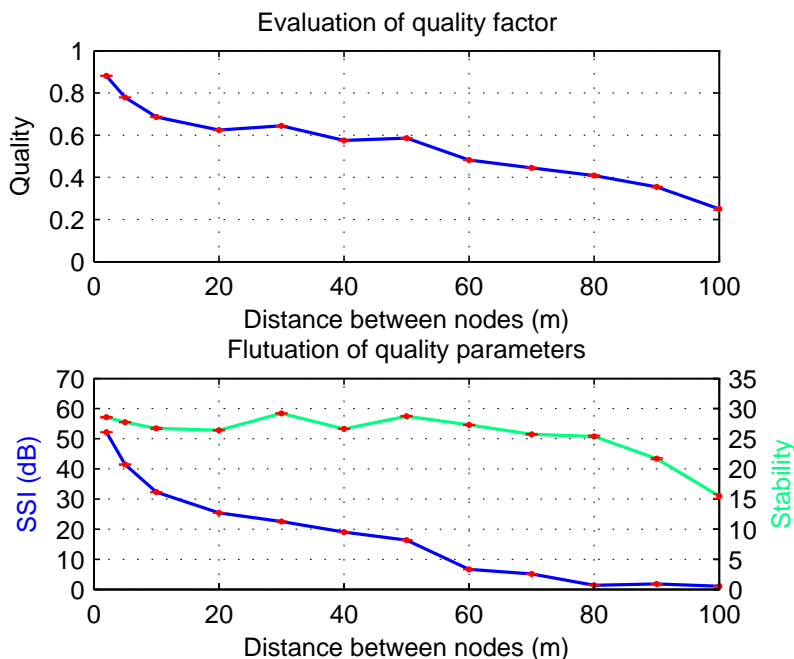 Evaluation of quality factor
1
0.8
0.6
0.4
0.2
0
Quality
0 20 40 60 80 100
Distance between nodes (m)
Flutuation of quality parameters
70
60
50
40
30
20
10
0
SSI (dB)
35
30
25
20
15
10
5
0
Stability
0 20 40 60 80 100
Distance between nodes (m)